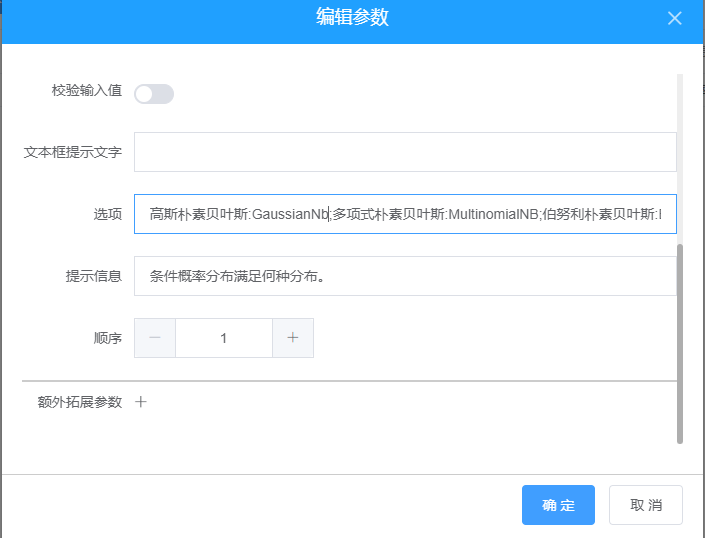 编辑参数
校验输入值
文本框提示文字
选项 高斯朴素贝叶斯:GaussianNb;多项式朴素贝叶斯:MultinomialNB;伯努利朴素贝叶斯:
提示信息 条件概率分布满足何种分布。
顺序 1
额外拓展参数
确定 取消